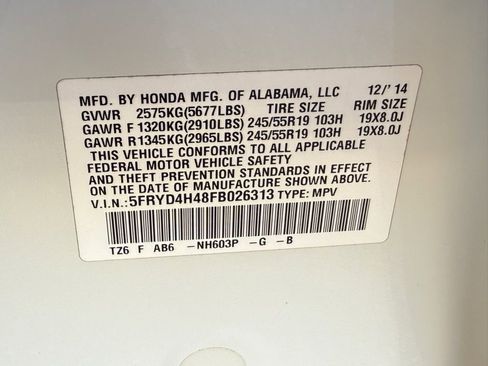 MFD. BY HONDA MFG. OF ALABAMA, LLC 12/' 14
GVWR 2575KG(5677LBS) TIRE SIZE RIM SIZE
GAWR F 1320KG(2910LBS) 245/55R19 103H 19X8.0J
GAWR R1345KG(2965LBS) 245/55R19 103H 19X8.0J
THIS VEHICLE CONFORMS TO ALL APPLICABLE
FEDERAL MOTOR VEHICLE SAFETY
AND THEFT PREVENTION STANDARDS IN EFFECT
ON THE DATE OF MANUFACTURE SHOWN ABOVE.
V.I.N.:5FRYD4H48FB026313 TYPE: MPV
TZ6 F AB6 -NH603P -G -B